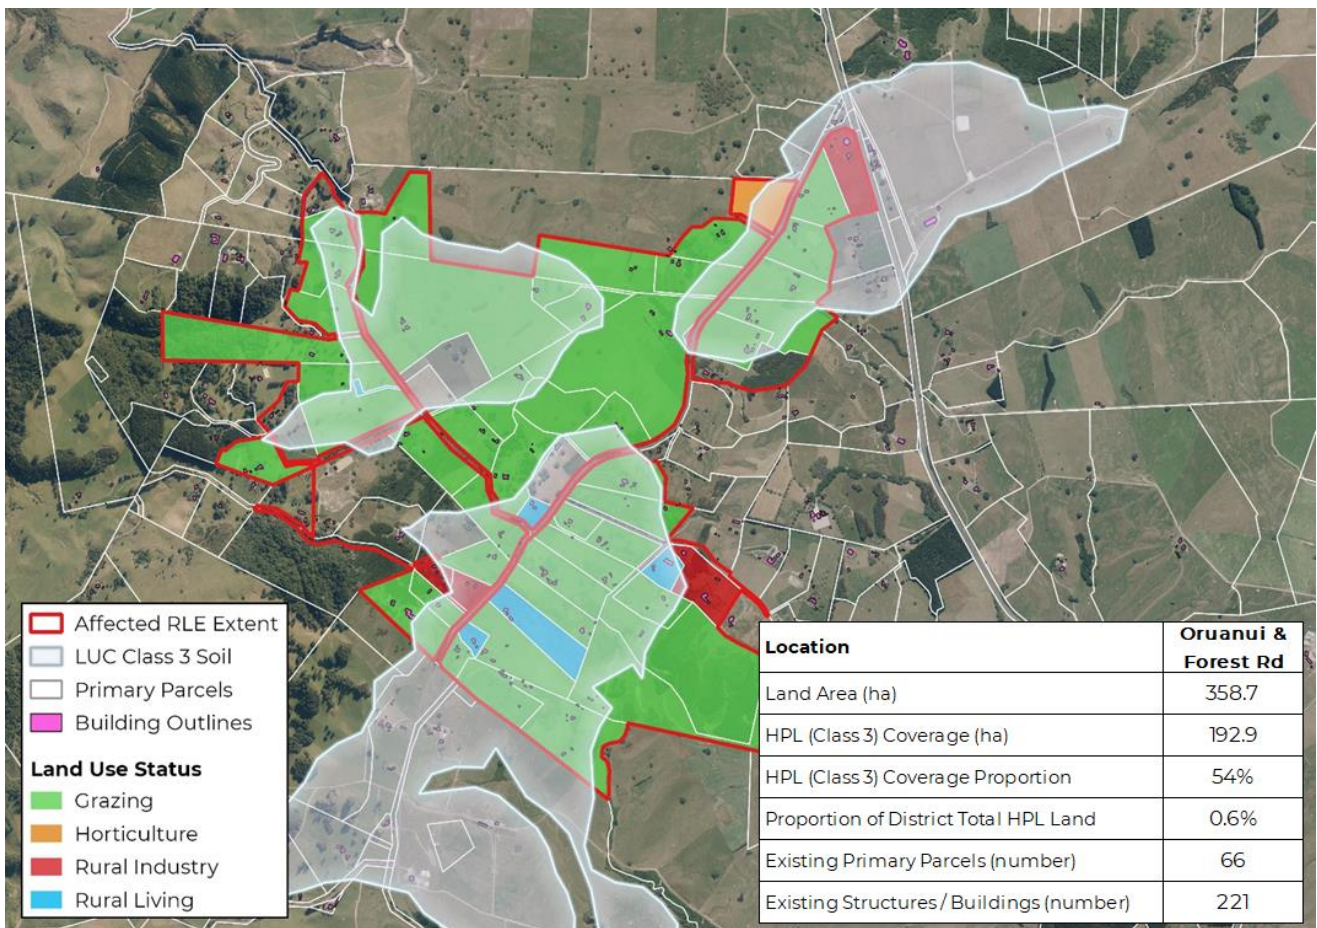 Affected RLE Extent
LUC Class 3 Soil
Primary Parcels
Building Outlines
Land Use Status
Grazing
Horticulture
Rural Industry
Rural Living
Location
Oruanui &
Forest Rd
Land Area (ha)
358.7
HPL (Class 3) Coverage (ha)
192.9
HPL (Class 3) Coverage Proportion
54%
Proportion of District Total HPL Land
0.6%
Existing Primary Parcels (number)
66
Existing Structures / Buildings (number)
221